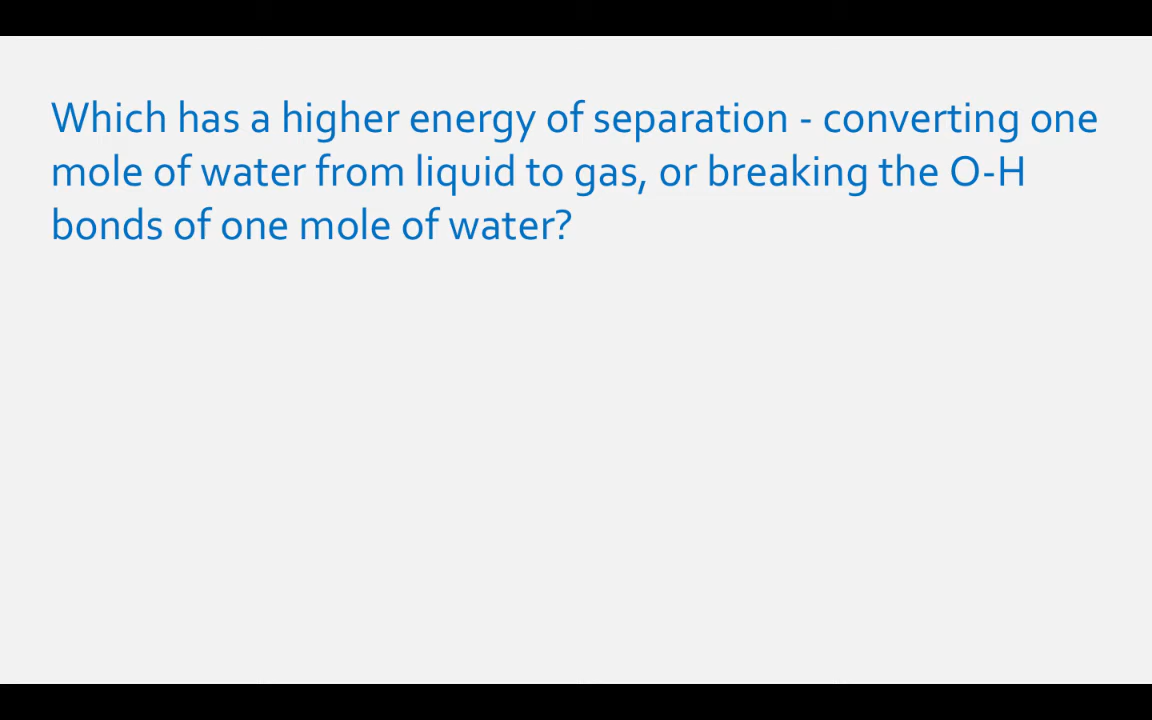 Which has a higher energy of separation - converting one
mole of water from liquid to gas, or breaking the O-H
bonds of one mole of water?